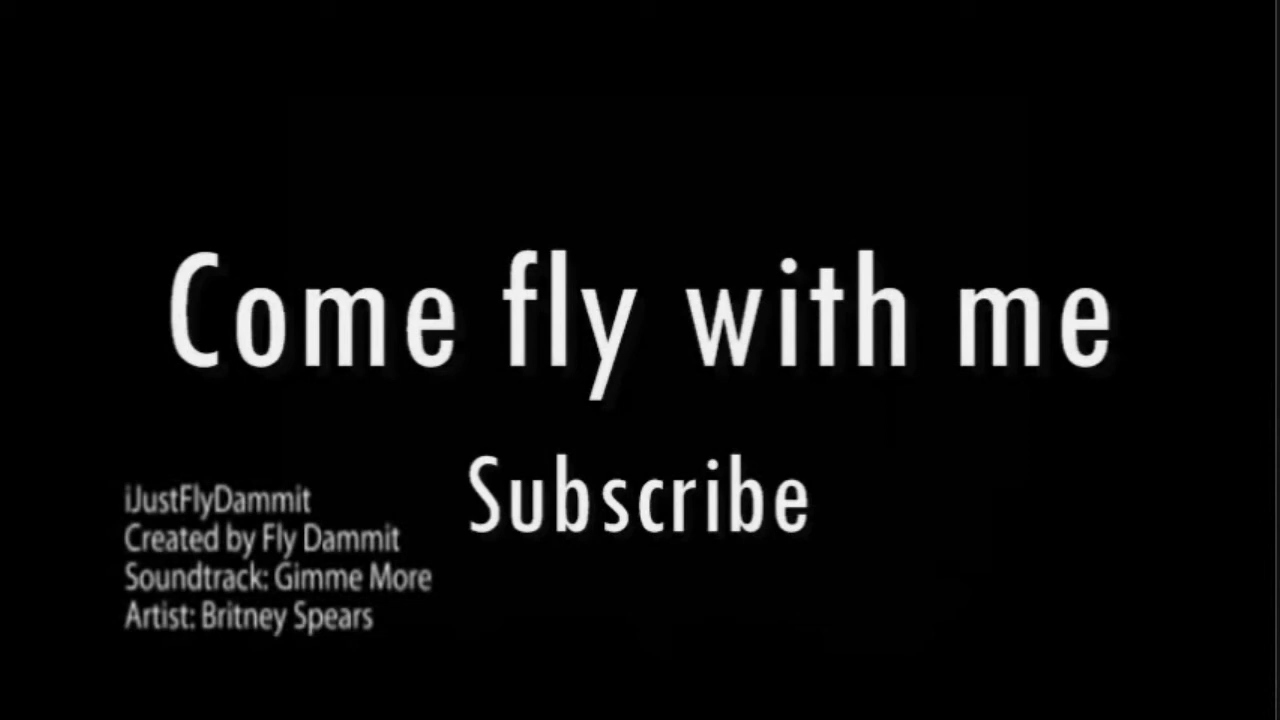 Come fly with me
Subscribe
iJustFlyDammit
Created by Fly Dammit
Soundtrack: Gimme More
Artist: Britney Spears